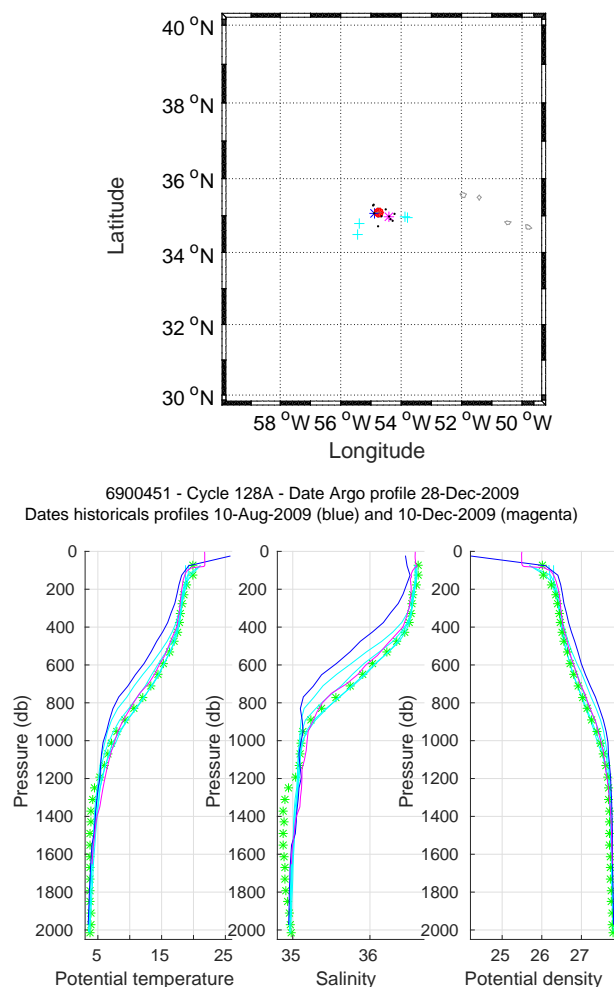 40 °N
38 °N
36 °N
34 °N
32 °N
30 °N
Latitude
58 °W 56 °W 54 °W 52 °W 50 °W
Longitude
6900451 - Cycle 128A - Date Argo profile 28-Dec-2009
Dates historicals profiles 10-Aug-2009 (blue) and 10-Dec-2009 (magenta)
0 0 0
200 200 200
400 400 400
600 600 600
800 800 800
1000 1000 1000
1200 1200 1200
1400 1400 1400
1600 1600 1600
1800 1800 1800
2000 2000 2000
Pressure (db) Pressure (db) Pressure (db)
5 15 25 35 36 25 26 27
Potential temperature Salinity Potential density